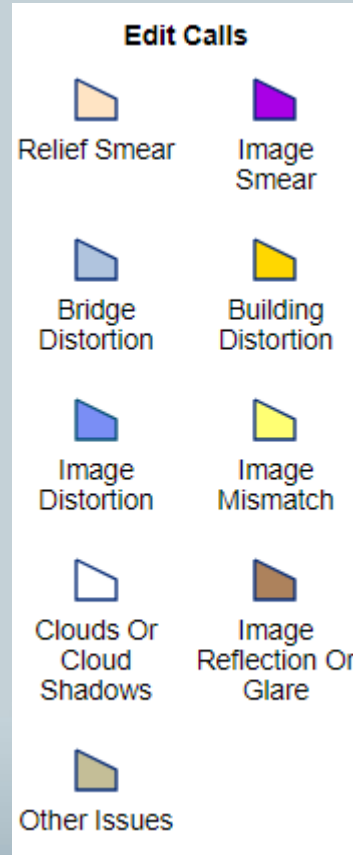 Edit Calls
Relief Smear
Image
Smear
Bridge
Distortion
Building
Distortion
Image
Distortion
Image
Mismatch
Clouds Or
Cloud
Shadows
Image
Reflection Or
Glare
Other Issues